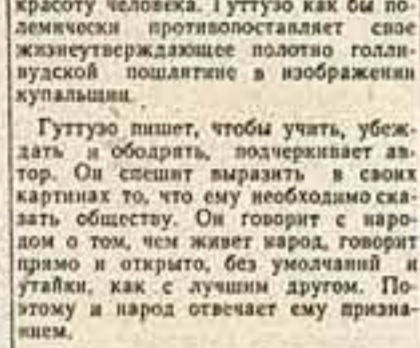 красоту человека. Гуттузо как бы по-
лемически противопоставляет свое
жизнеутверждающее полотно голли-
вудской пошлятине в изображении
купальщиц.
Гуттузо пишет, чтобы учить, убеж-
дать и ободрять, подчеркивает ав-
тор. Он спешит выразить в своих
картинах то, что ему необходимо ска-
зать обществу. Он говорит с наро-
дом о том, чем живет народ, говорит
прямо и открыто, без умолчаний и
утайки, как с лучшим другом. По-
этому и народ отвечает ему призна-
нием.